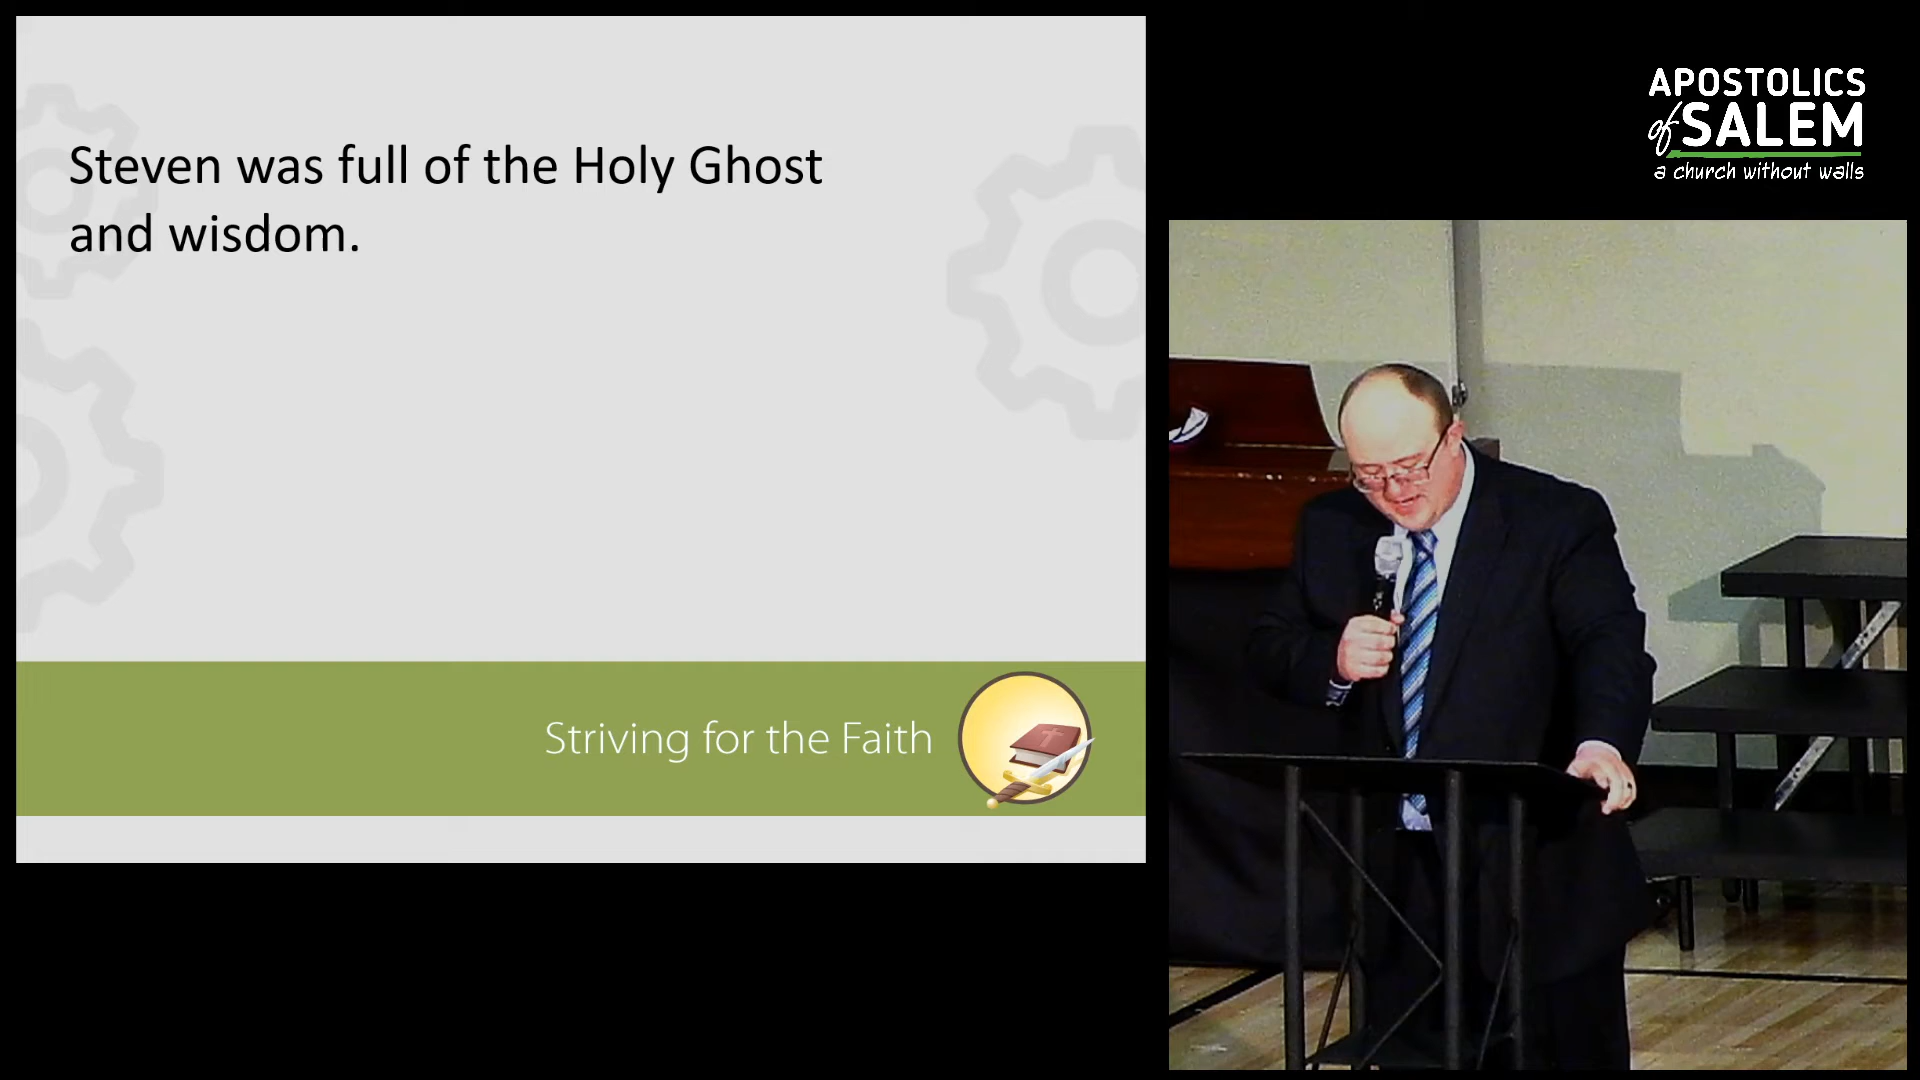 Steven was full of the Holy Ghost
and wisdom.
Striving for the Faith
APOSTOLICS
of SALEM
a church without walls